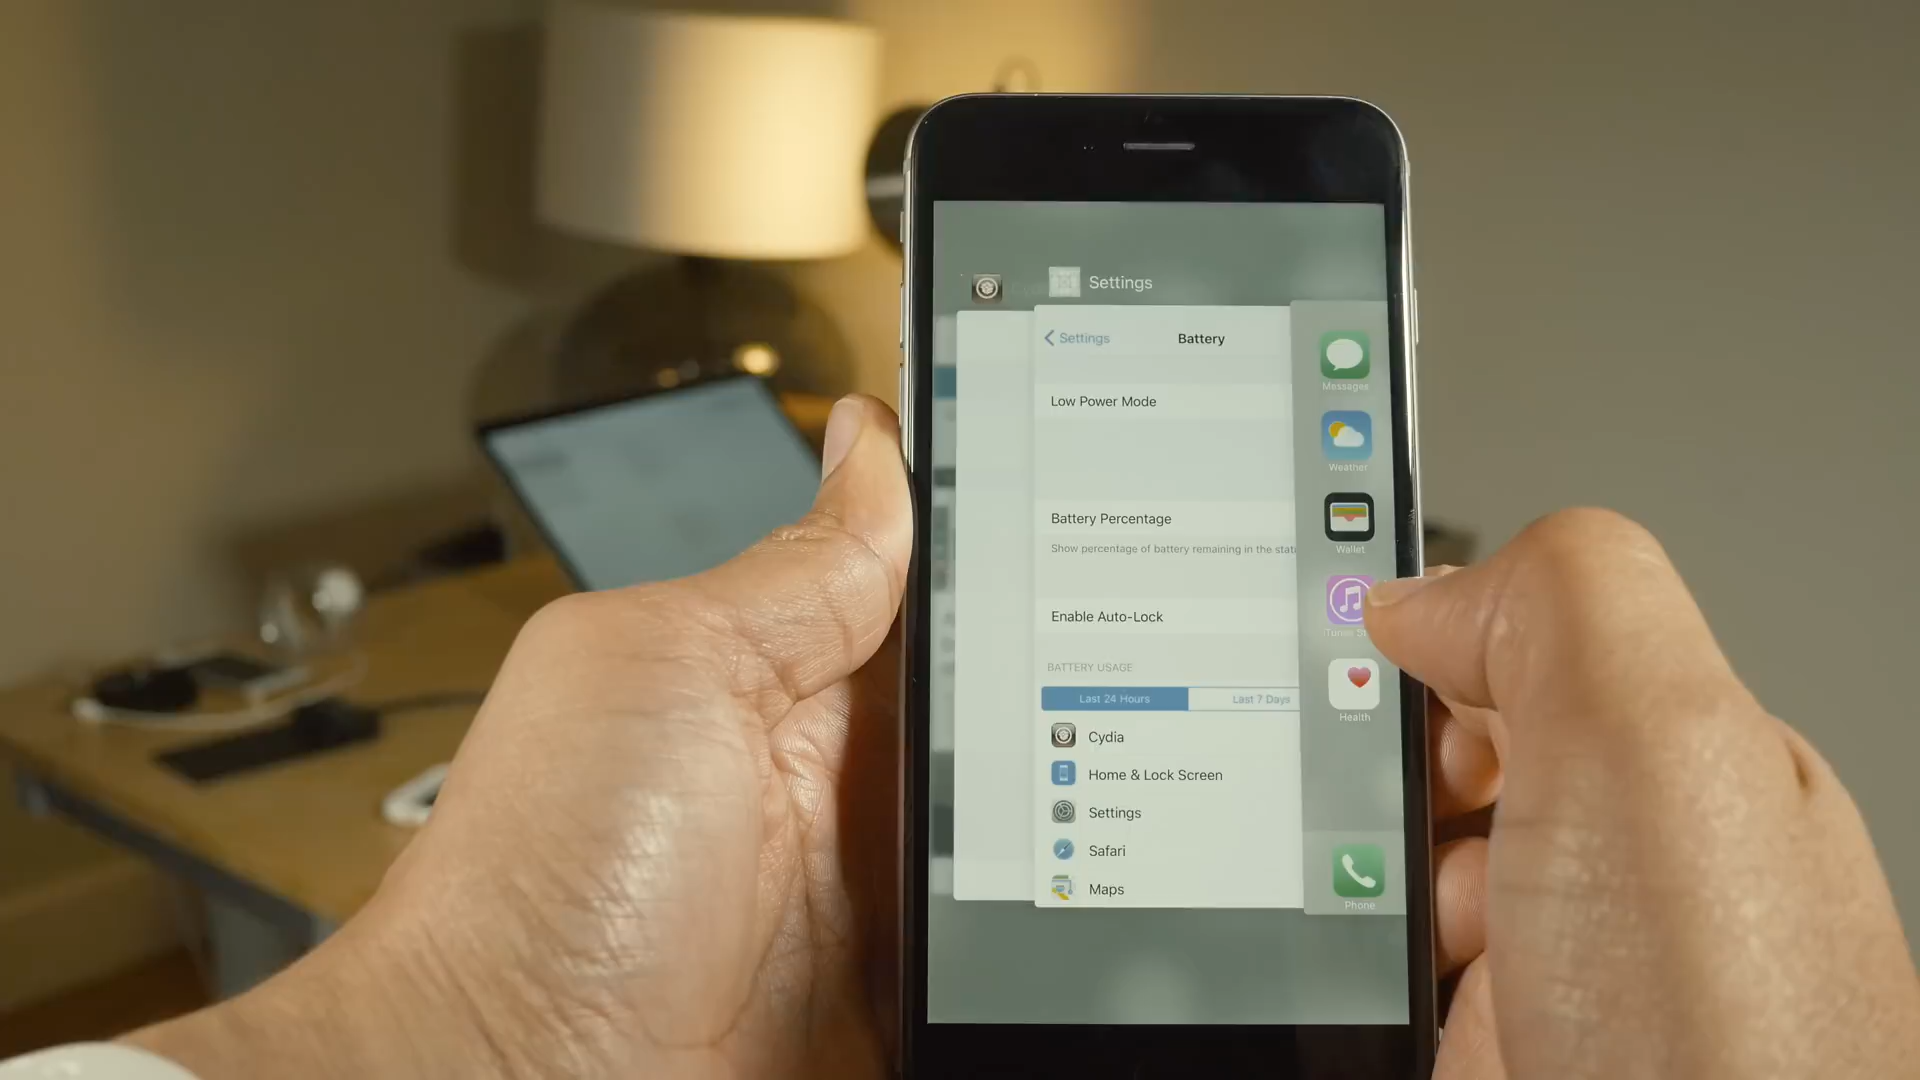 Settings
Settings
Battery
Low Power Mode
Battery Percentage
Show percentage of battery remaining in the
Enable Auto-Lock
BATTERY USAGE
Last 24 Hours
Last 7 Days
Cydia
Home & Lock Screen
Settings
Safari
Maps
Messages
Weather
Wallet
iTunes
Health
Phone